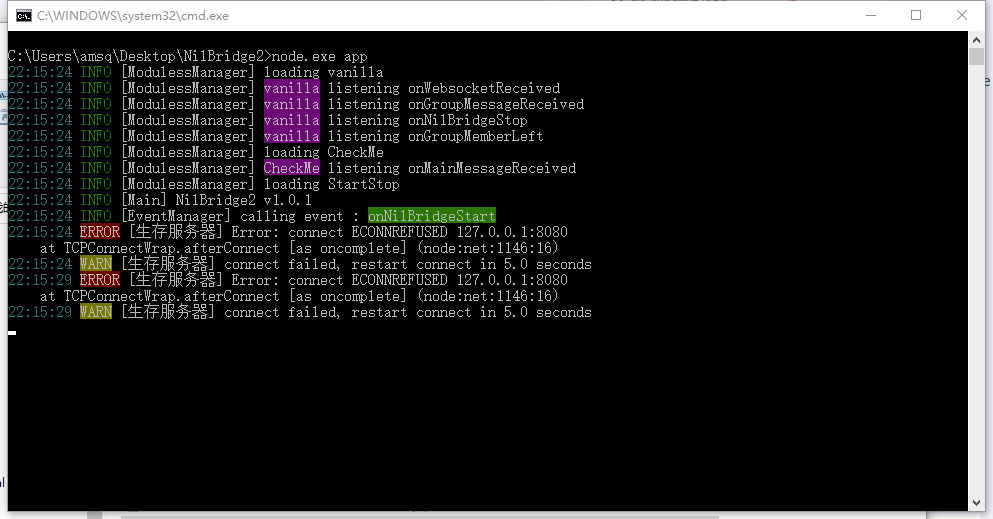 C:\WINDOWS\system32\cmd.exe
C:\Users\amsq\Desktop\Ni1Bridge2>node.exe app
22:15:24 INFO [ModulessManager] loading vanilla
22:15:24 INFO [ModulessManager] vanilla listening onWebsocketReceived
22:15:24 INFO [ModulessManager] vanilla listening onGroupMessageReceived
22:15:24 INFO [ModulessManager] vanilla listening onNi1BridgeStop
22:15:24 INFO [ModulessManager] vanilla listening onGroupMemberLeft
22:15:24 INFO [ModulessManager] loading CheckMe
22:15:24 INFO [ModulessManager] CheckMe listening onMainMessageReceived
22:15:24 INFO [ModulessManager] loading StartStop
22:15:24 INFO [Main] Ni1Bridge2 v1.0.1
22:15:24 INFO [EventManager] calling event : onNi1BridgeStart
22:15:24 ERROR [生存服务器] Error: connect ECONNREFUSED 127.0.0.1:8080
at TCPConnectWrap.afterConnect [as oncomplete] (node:net:1146:16)
22:15:24 WARN [生存服务器] connect failed, restart connect in 5.0 seconds
22:15:29 ERROR [生存服务器] Error: connect ECONNREFUSED 127.0.0.1:8080
at TCPConnectWrap.afterConnect [as oncomplete] (node:net:1146:16)
22:15:29 WARN [生存服务器] connect failed, restart connect in 5.0 seconds